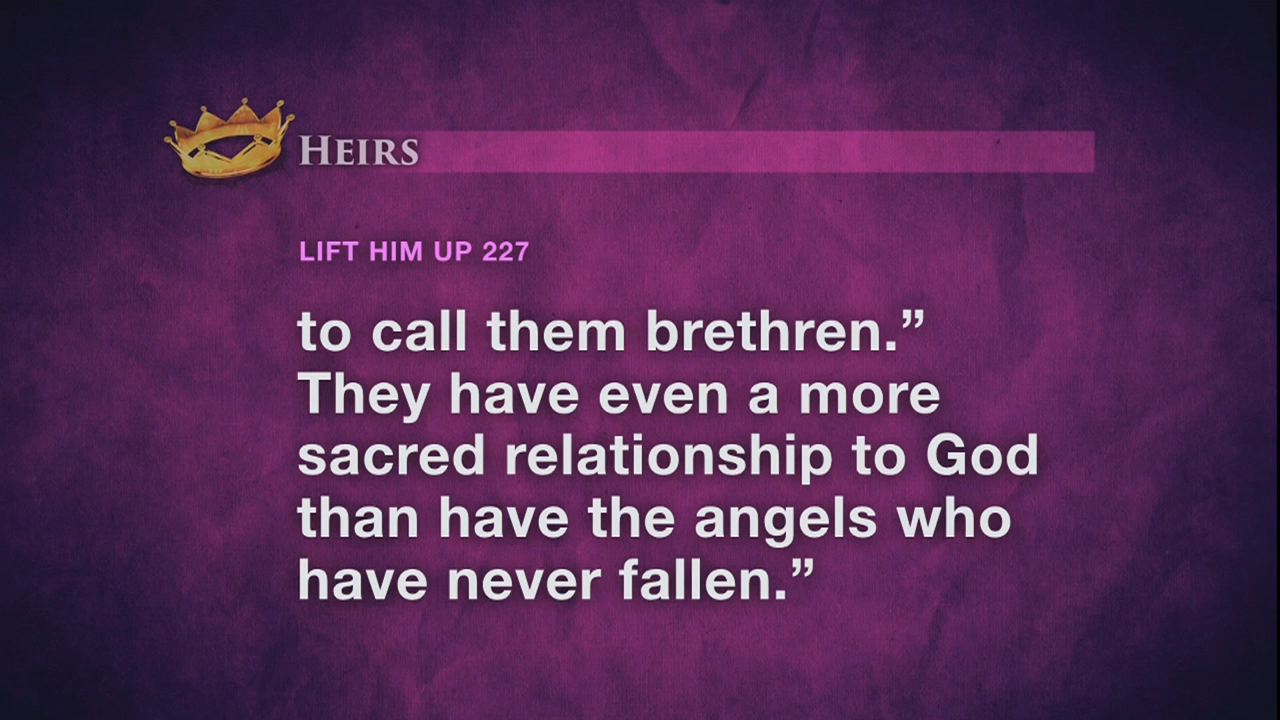 Heirs
LIFT HIM UP 227
to call them brethren.”
They have even a more
sacred relationship to God
than have the angels who
have never fallen.”